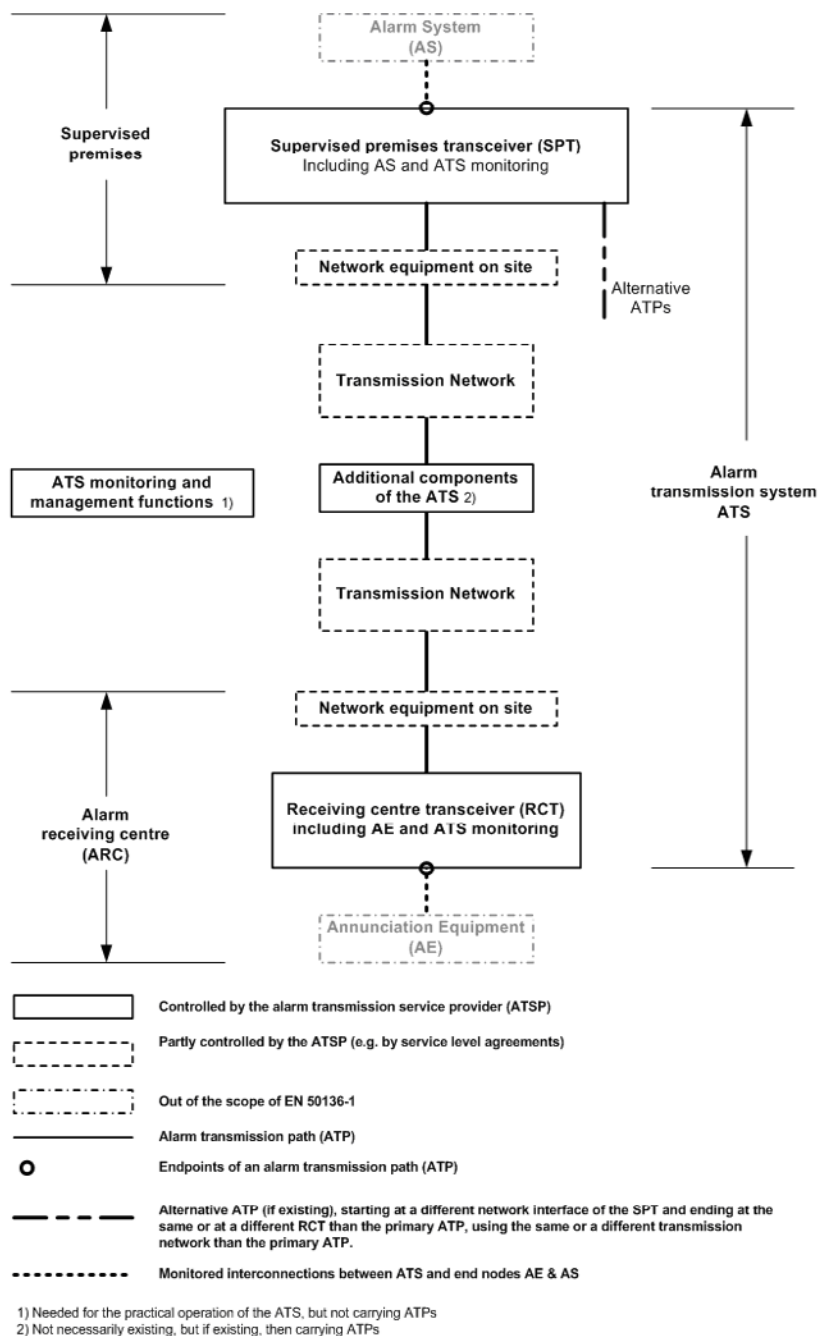 Alarm System
(AS)
Supervised
premises
Supervised premises transceiver (SPT)
Including AS and ATS monitoring
Network equipment on site
Alternative
ATPs
Transmission Network
ATS monitoring and
management functions 1)
Additional components
of the ATS 2)
Alarm
transmission system
ATS
Transmission Network
Network equipment on site
Alarm
receiving centre
(ARC)
Receiving centre transceiver (RCT)
including AE and ATS monitoring
Annunciation Equipment
(AE)
Controlled by the alarm transmission service provider (ATSP)
Partly controlled by the ATSP (e.g. by service level agreements)
Out of the scope of EN 50136-1
Alarm transmission path (ATP)
Endpoints of an alarm transmission path (ATP)
Alternative ATP (if existing), starting at a different network interface of the SPT and ending at the
same or at a different RCT than the primary ATP, using the same or a different transmission
network than the primary ATP.
Monitored interconnections between ATS and end nodes AE & AS
1) Needed for the practical operation of the ATS, but not carrying ATPs
2) Not necessarily existing, but if existing, then carrying ATPs